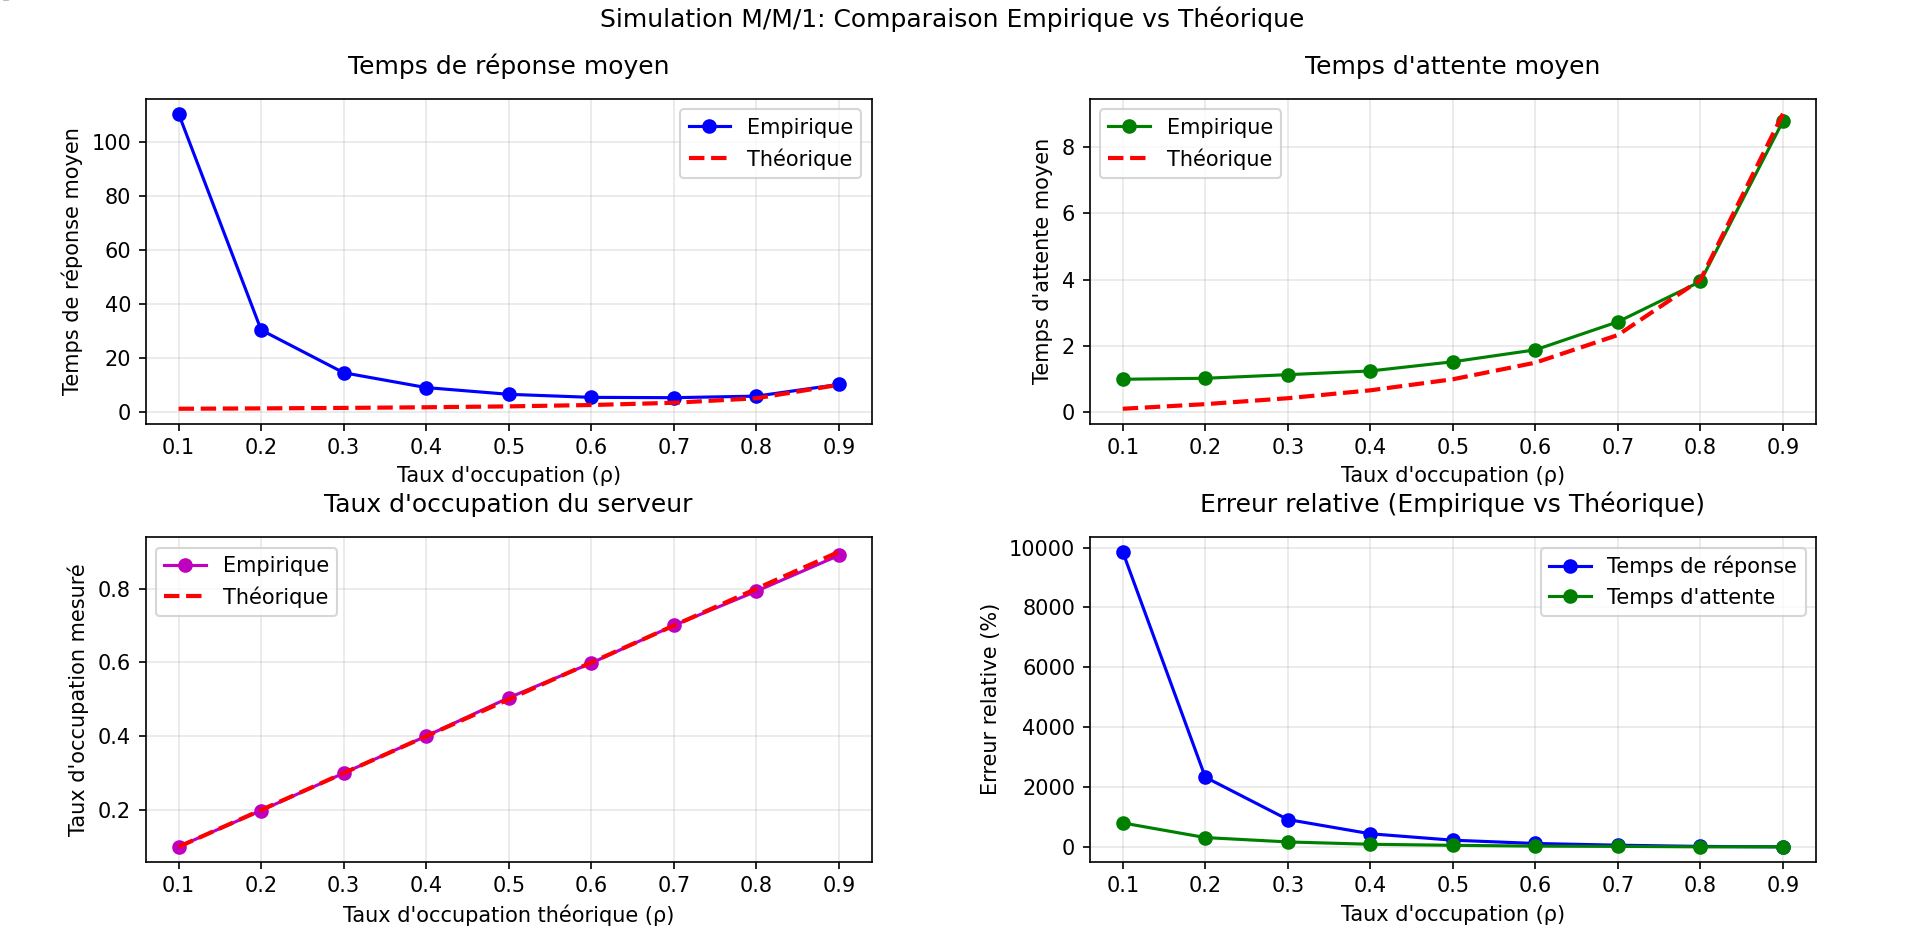 Simulation M/M/1: Comparaison Empirique vs Théorique
Temps de réponse moyen
Temps de réponse moyen
100
80
60
40
20
0
Empirique
Théorique
0.1 0.2 0.3 0.4 0.5 0.6 0.7 0.8 0.9
Taux d'occupation (ρ)
Temps d'attente moyen
Temps d'attente moyen
8
6
4
2
0
Empirique
Théorique
0.1 0.2 0.3 0.4 0.5 0.6 0.7 0.8 0.9
Taux d'occupation (ρ)
Taux d'occupation du serveur
Taux d'occupation mesuré
0.8
0.6
0.4
0.2
Empirique
Théorique
0.1 0.2 0.3 0.4 0.5 0.6 0.7 0.8 0.9
Taux d'occupation théorique (ρ)
Erreur relative (Empirique vs Théorique)
Erreur relative (%)
10000
8000
6000
4000
2000
0
Temps de réponse
Temps d'attente
0.1 0.2 0.3 0.4 0.5 0.6 0.7 0.8 0.9
Taux d'occupation (ρ)